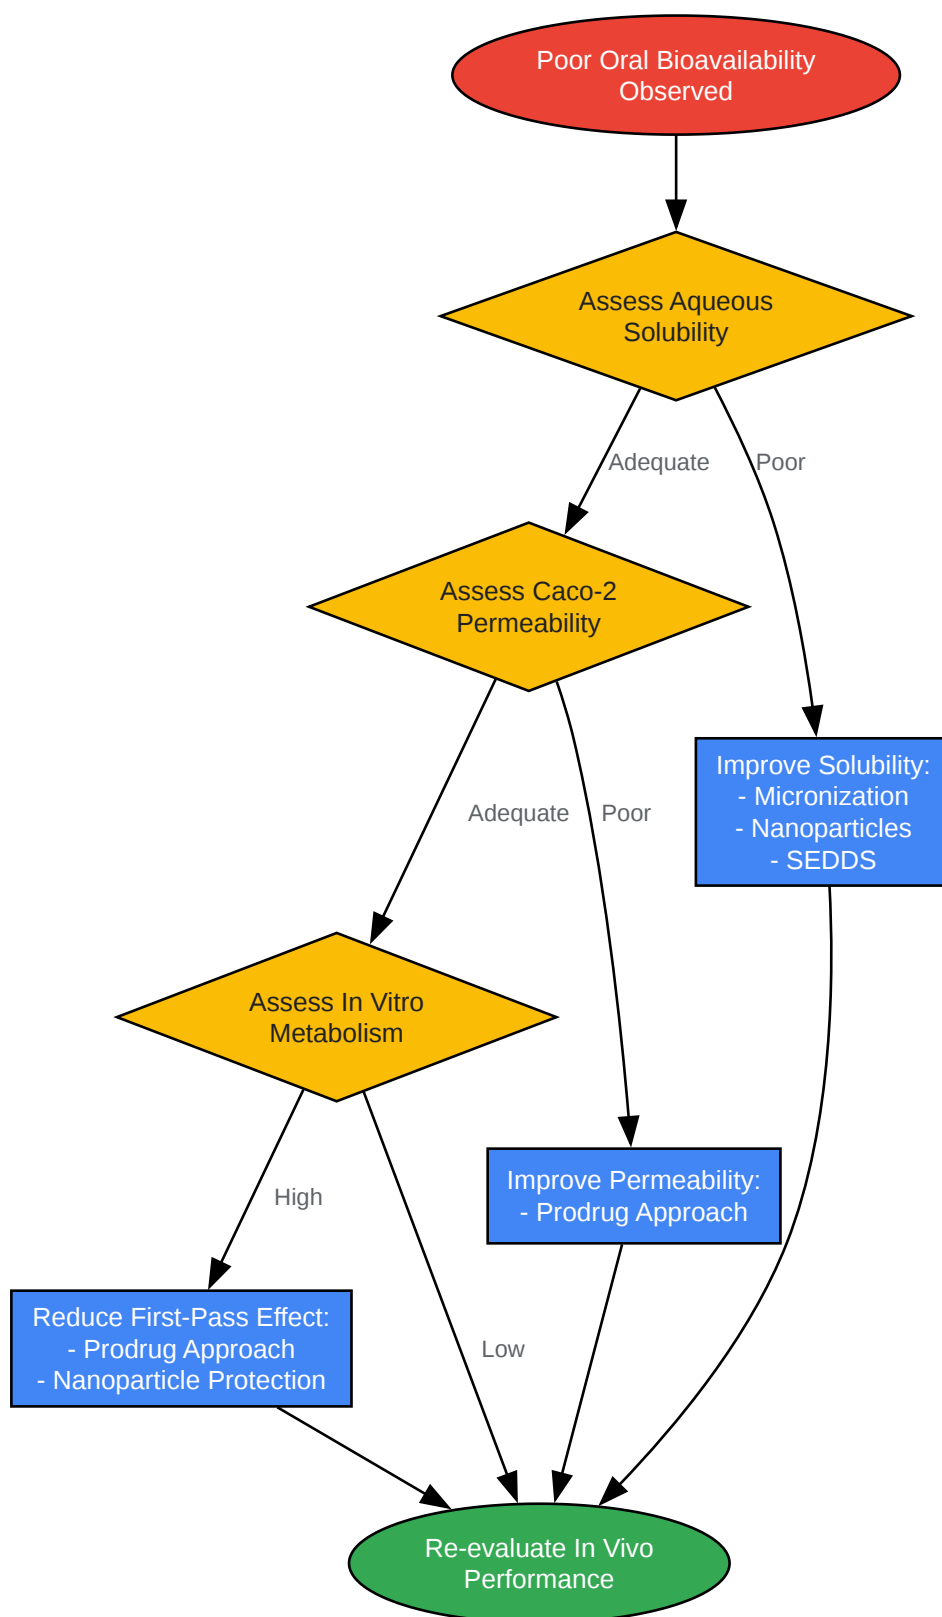 Poor Oral Bioavailability
Observed
Assess Aqueous
Solubility
Adequate
Poor
Assess Caco-2
Permeability
Improve Solubility:
- Micronization
- Nanoparticles
- SEDDS
Adequate
Poor
Assess In Vitro
Metabolism
Improve Permeability:
- Prodrug Approach
High
Reduce First-Pass Effect:
- Prodrug Approach
- Nanoparticle Protection
Low
Re-evaluate In Vivo
Performance